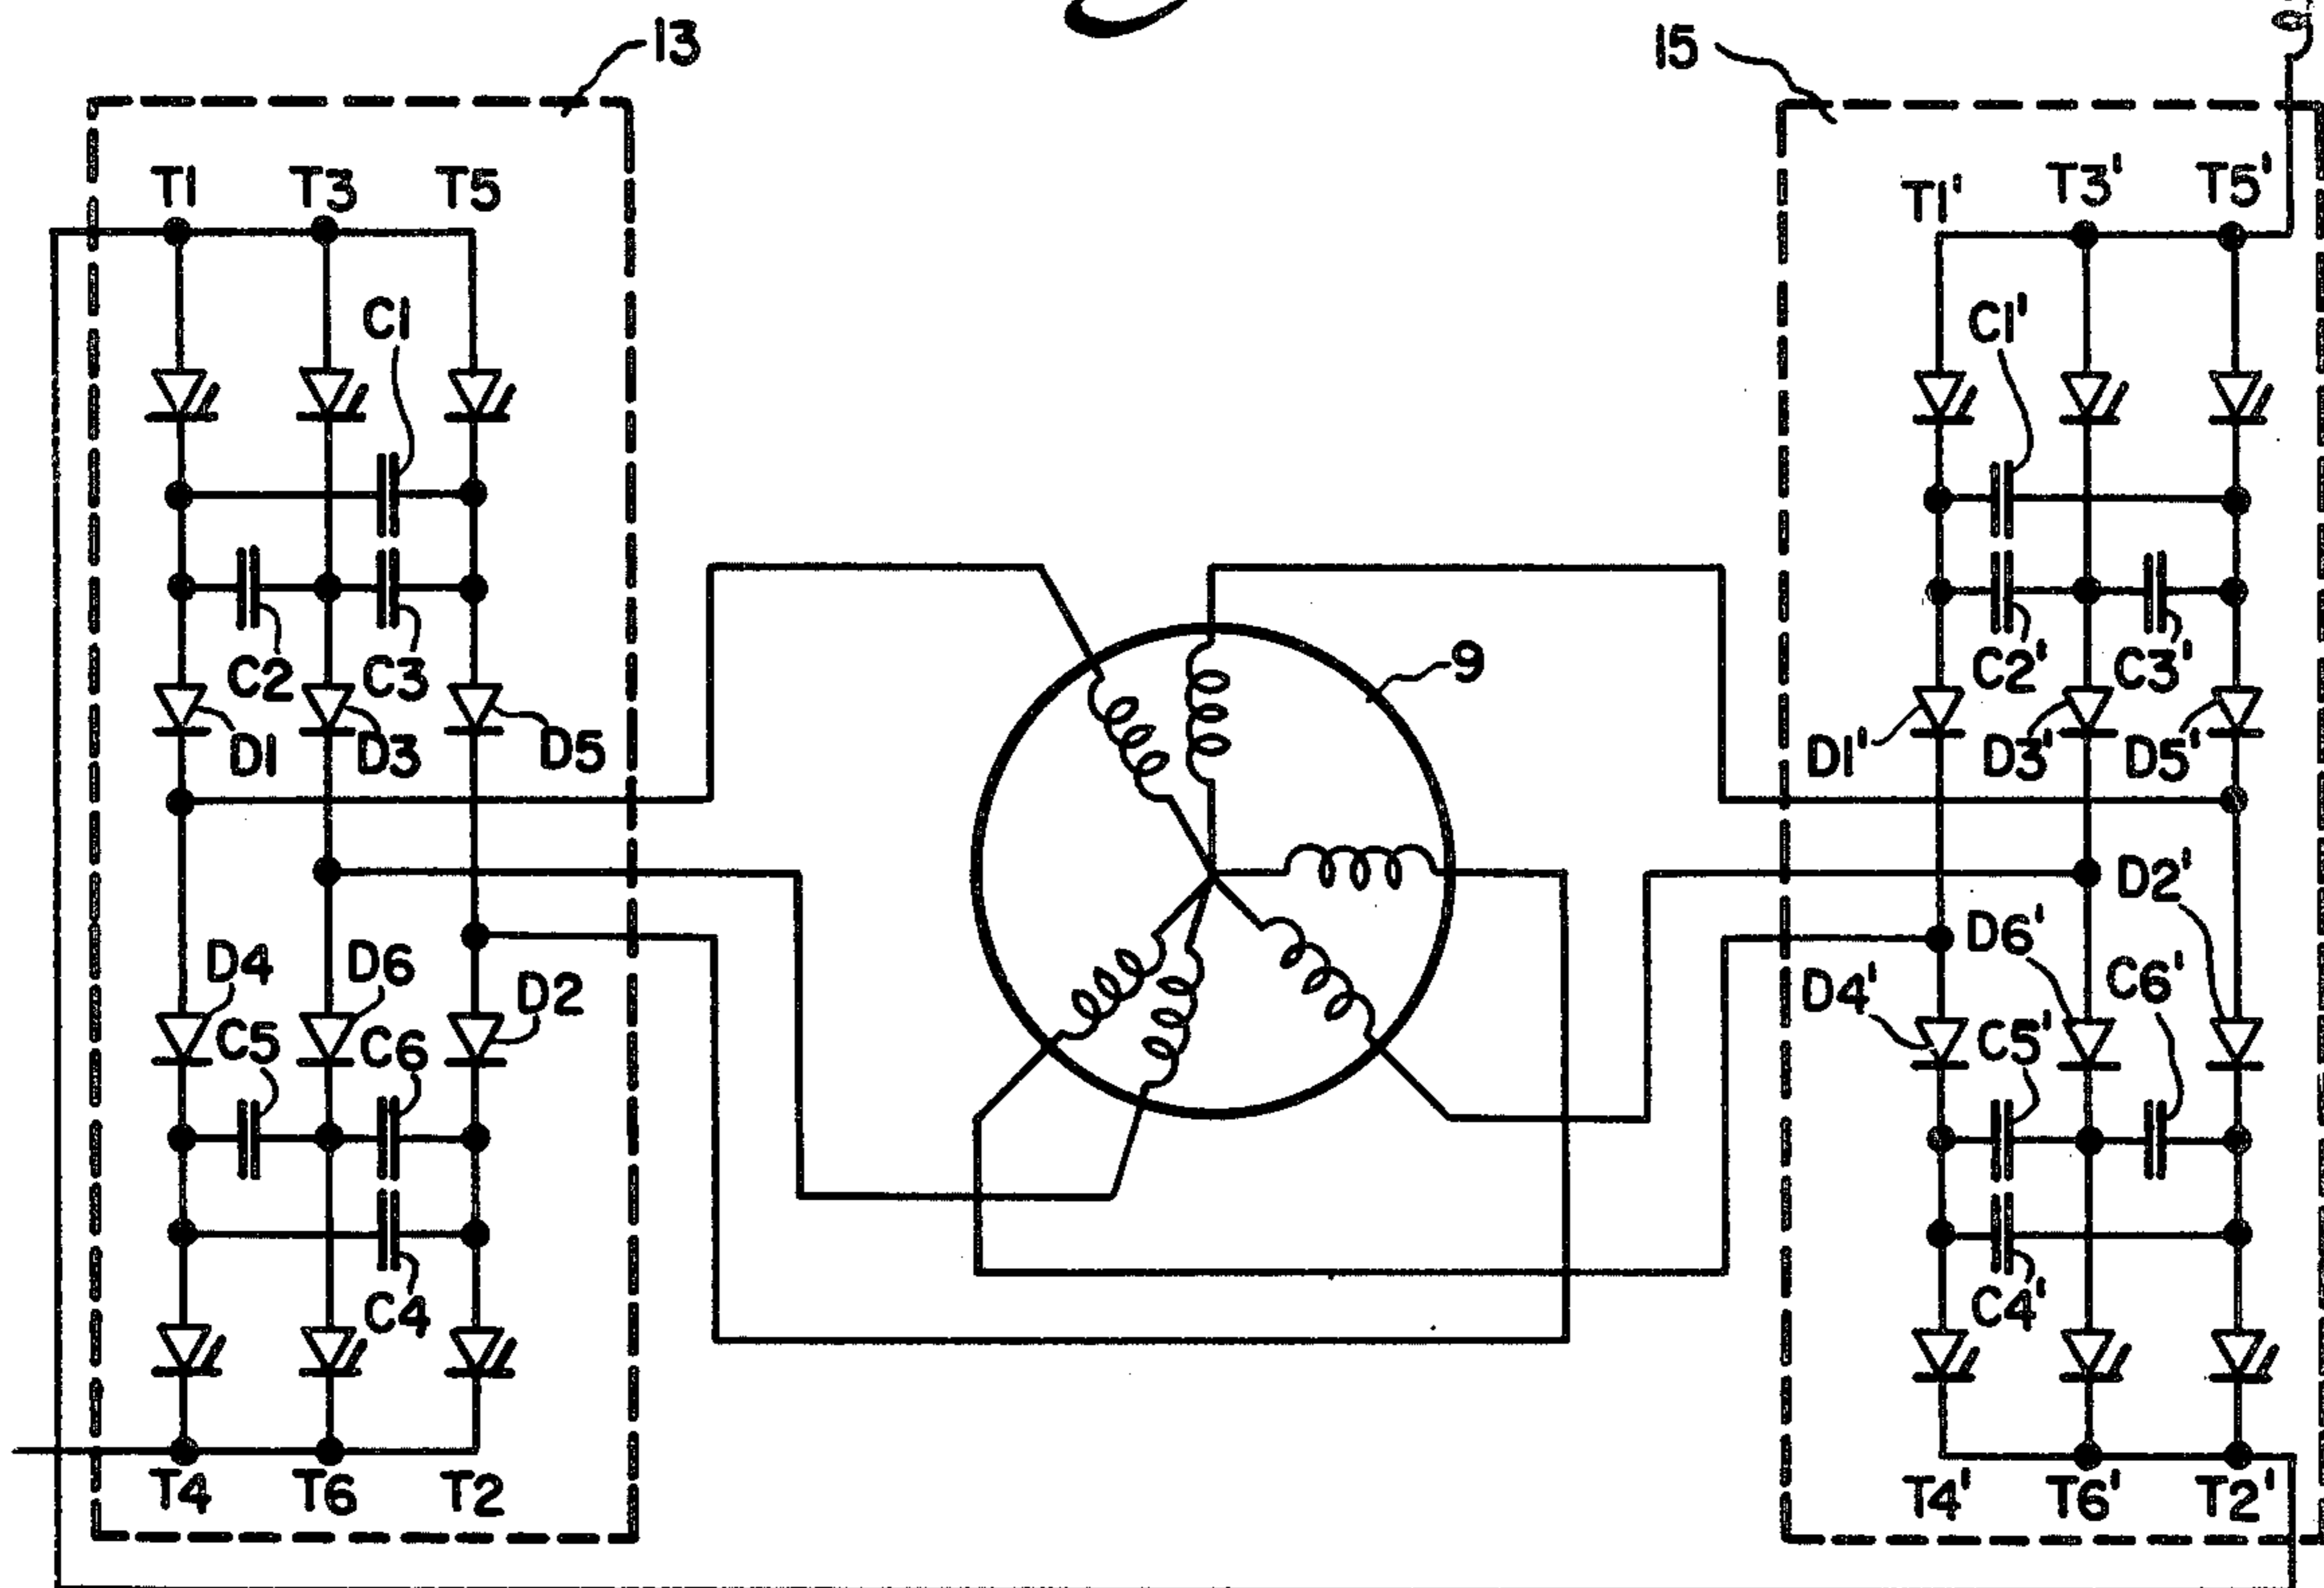 13
15
T1 T3 T5
T1' T3' T5'
C1
C1'
C2 C3
C2' C3'
9
D1 D3 D5
D1' D3' D5'
D2'
D4 D6 D2
D4' D6' C6'
C5 C6
C5'
C4
C4'
T4 T6 T2
T4' T6' T2'